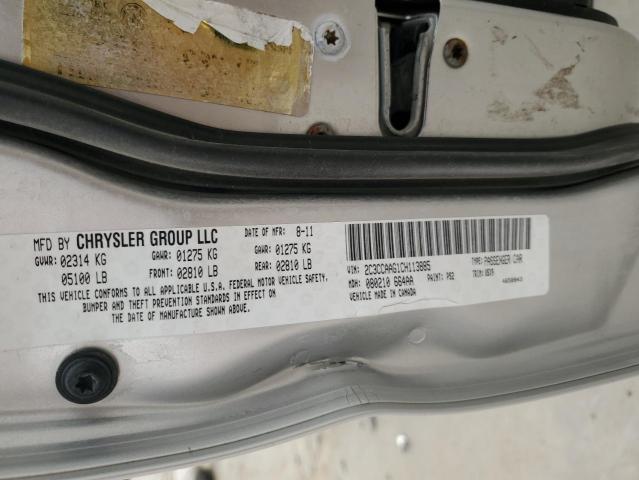 MFD BY CHRYSLER GROUP LLC DATE OF MFR: 8-11
GVWR: 02314 KG GAWR: 01275 KG GAWR: 01275 KG
05100 LB FRONT: 02810 LB REAR: 02810 LB
THIS VEHICLE CONFORMS TO ALL APPLICABLE U.S.A. FEDERAL MOTOR VEHICLE SAFETY,
BUMPER AND THEFT PREVENTION STANDARDS IN EFFECT ON
THE DATE OF MANUFACTURE SHOWN ABOVE.
VIN: 2C3CCAAG1CH113885 TYPE: PASSENGER CAR
MDH: 080210 664AA PAINT: PS2 TRIM:
VEHICLE MADE IN CANADA